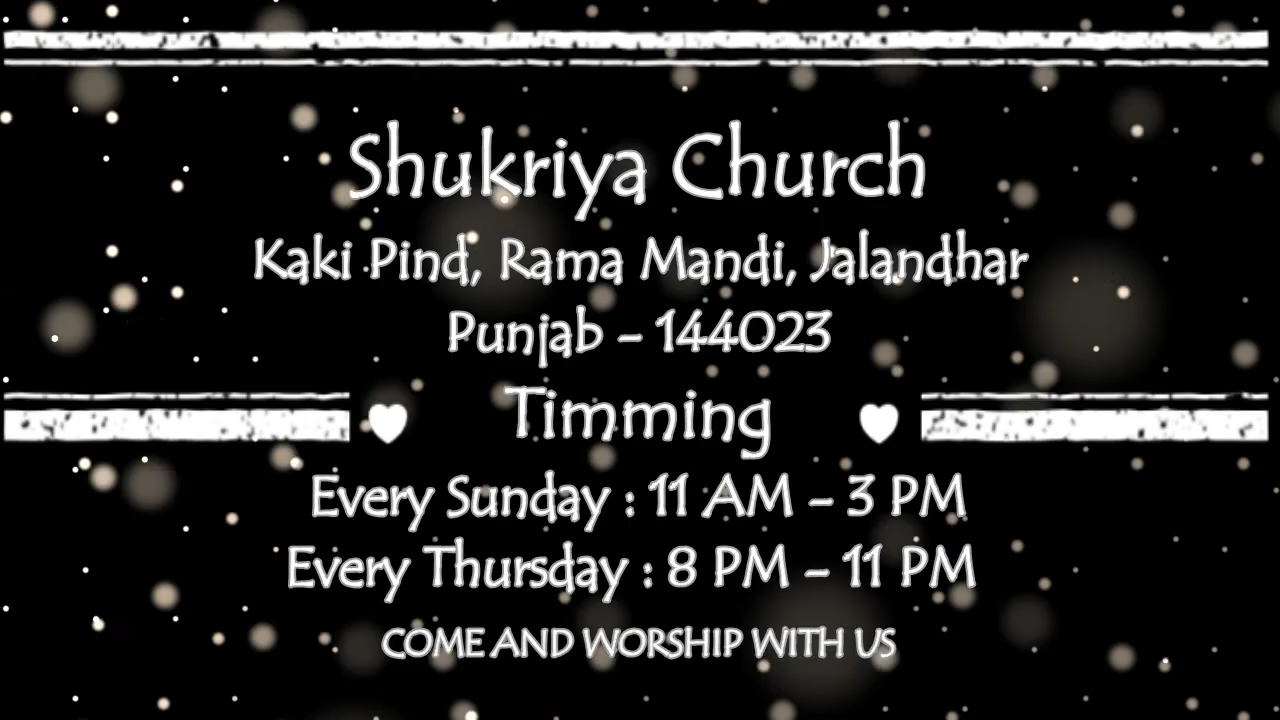 Shukriya Church
Kaki Pind, Rama Mandi, Jalandhar
Punjab - 144023
Timming
Every Sunday : 11 AM - 3 PM
Every Thursday : 8 PM - 11 PM
COME AND WORSHIP WITH US